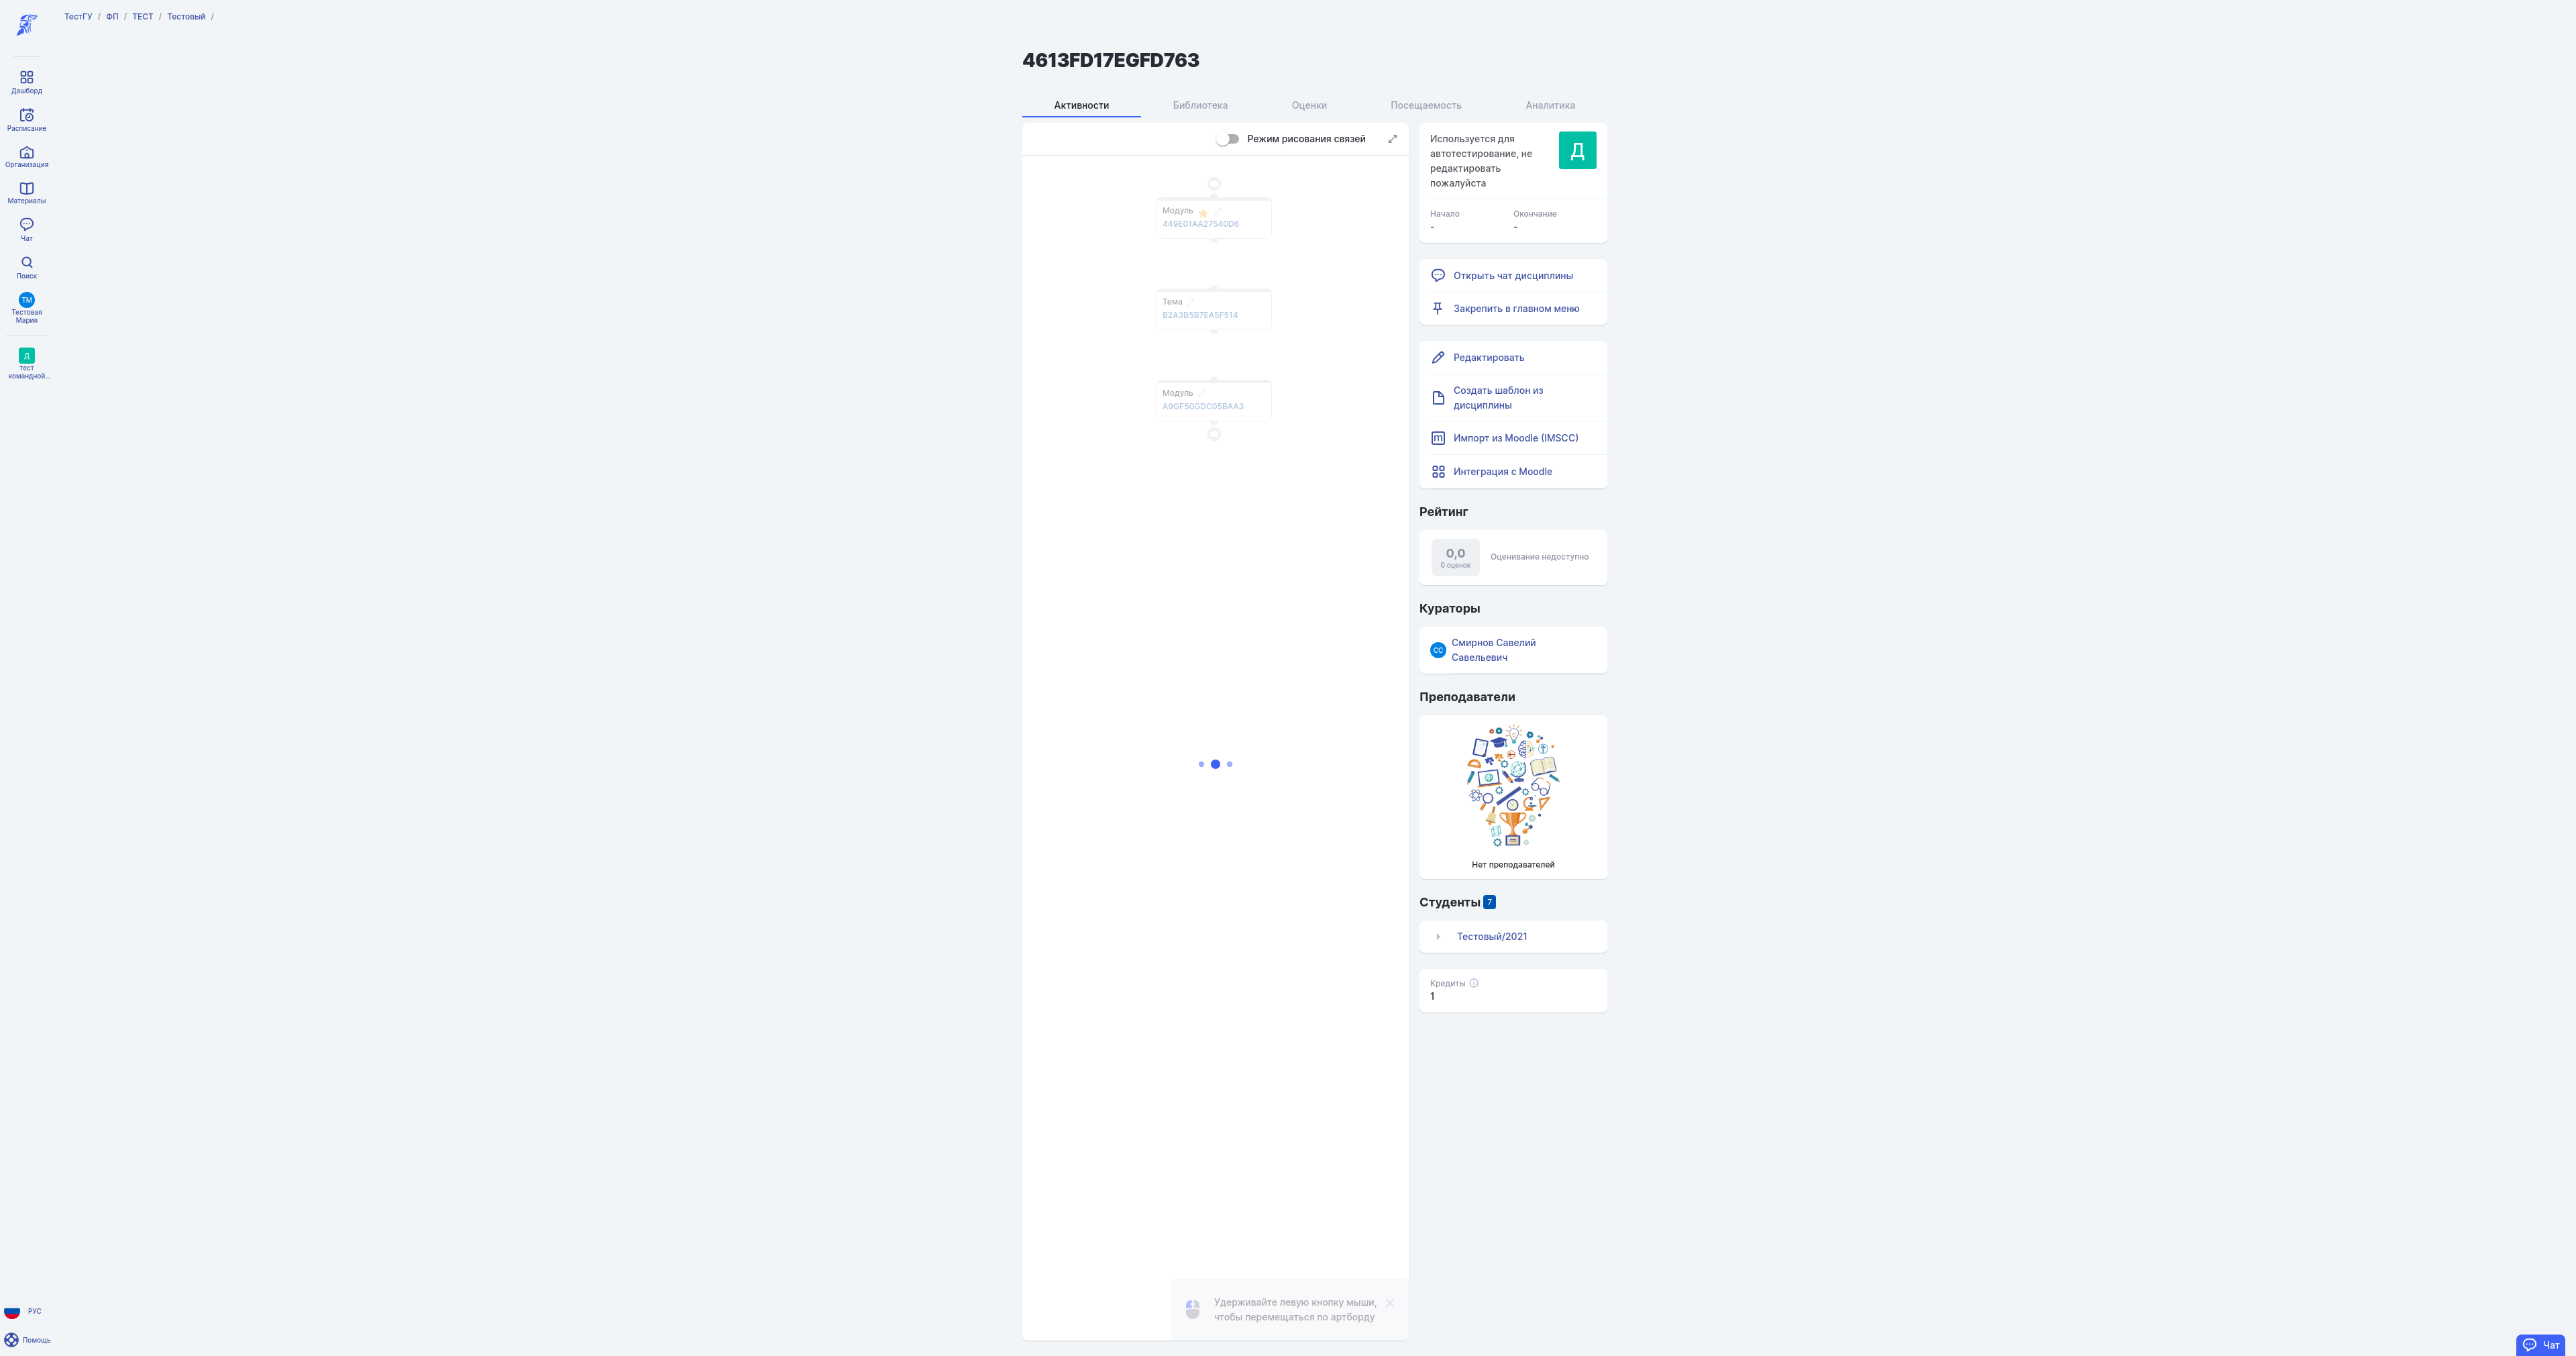 ТестГУ / ФП / ТЕСТ / Тестовый /
Дашборд
Расписание
Организация
Материалы
Чат
Поиск
ТМ
Тестовая
Мария
Д
тест
командной...
РУС
Помощь
4613FD17EGFD763
Активности
Библиотека
Оценки
Посещаемость
Аналитика
Режим рисования связей
Модуль
449E01AA27540D6
Тема
B2A3B5B7EA5F514
Модуль
A9GF50GDC05BAA3
Удерживайте левую кнопку мыши,
чтобы перемещаться по артборду
Используется для
автотестирование, не
редактировать
пожалуйста
Д
Начало
Окончание
-
-
Открыть чат дисциплины
Закрепить в главном меню
Редактировать
Создать шаблон из
дисциплины
Импорт из Moodle (IMSCC)
Интеграция с Moodle
Рейтинг
0,0
0 оценок
Оценивание недоступно
Кураторы
СС
Смирнов Савелий
Савельевич
Преподаватели
Нет преподавателей
Студенты 7
Тестовый/2021
Кредиты
1
Чат